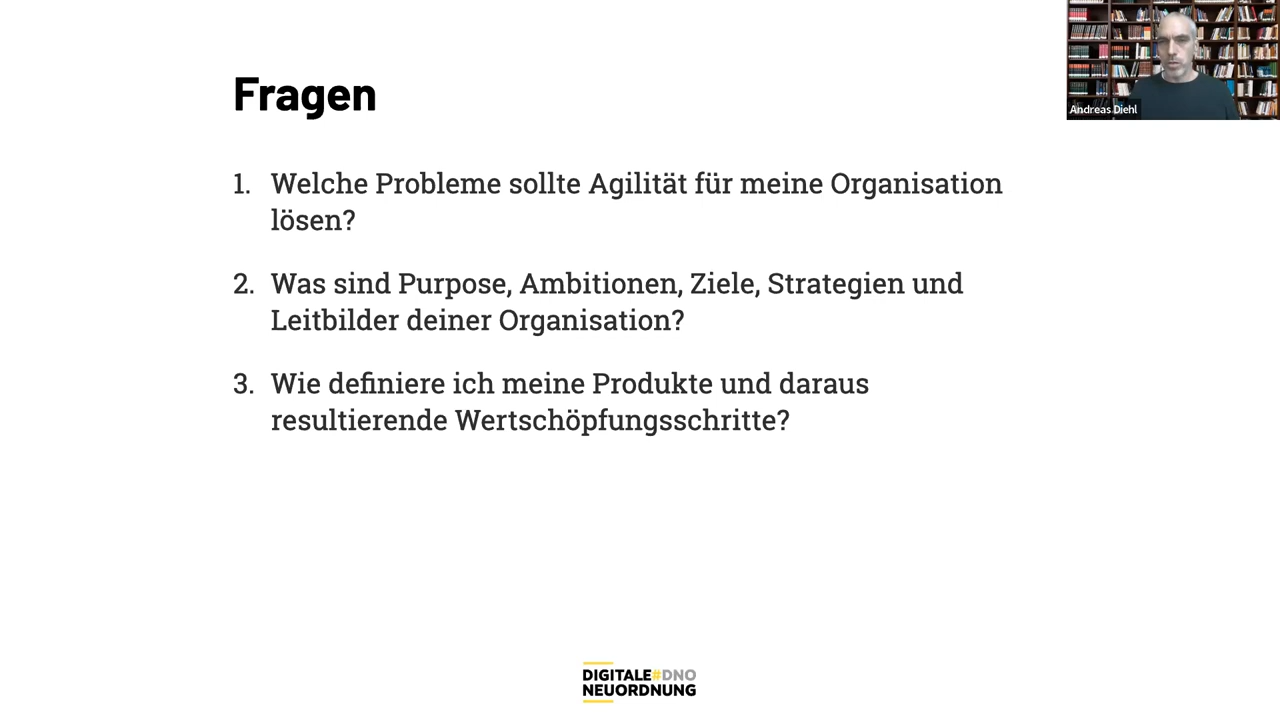 Fragen
1. Welche Probleme sollte Agilität für meine Organisation
lösen?
2. Was sind Purpose, Ambitionen, Ziele, Strategien und
Leitbilder deiner Organisation?
3. Wie definiere ich meine Produkte und daraus
resultierende Wertschöpfungsschritte?
Andreas Diehl
DIGITALE#DNO
NEUORDNUNG